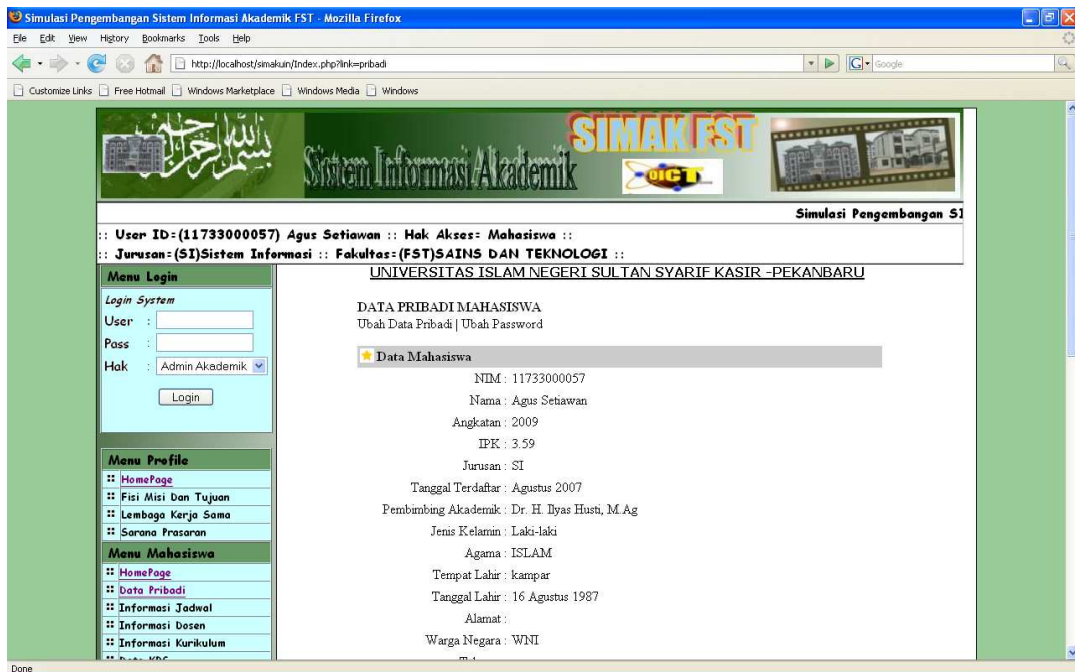 Simulasi Pengembangan Sistem Informasi Akademik FST - Mozilla Firefox
File Edit View History Bookmarks Tools Help
http://localhost/simakuin/Index.php?link=pribadi
G Google
Customize Links Free Hotmail Windows Marketplace Windows Media Windows
بسم الله الرحمن الرحيم
Sistem Informasi Akademik
SIMAK FST
OICT
Simulasi Pengembangan SI
:: User ID=(11733000057) Agus Setiawan :: Hak Akses= Mahasiswa ::
:: Jurusan=(SI)Sistem Informasi :: Fakultas=(FST)SAINS DAN TEKNOLOGI ::
Menu Login
Login System
User :
Pass :
Hak : Admin Akademik
Login
Menu Profile
:: HomePage
:: Fisi Misi Dan Tujuan
:: Lembaga Kerja Sama
:: Sarana Prasaran
Menu Mahasiswa
:: HomePage
:: Data Pribadi
:: Informasi Jadwal
:: Informasi Dosen
:: Informasi Kurikulum
UNIVERSITAS ISLAM NEGERI SULTAN SYARIF KASIR -PEKANBARU
DATA PRIBADI MAHASISWA
Ubah Data Pribadi | Ubah Password
Data Mahasiswa
NIM : 11733000057
Nama : Agus Setiawan
Angkatan : 2009
IPK : 3.59
Jurusan : SI
Tanggal Terdaftar : Agustus 2007
Pembimbing Akademik : Dr. H. Ilyas Husti, M.Ag
Jenis Kelamin : Laki-laki
Agama : ISLAM
Tempat Lahir : kampar
Tanggal Lahir : 16 Agustus 1987
Alamat :
Warga Negara : WNI
Done